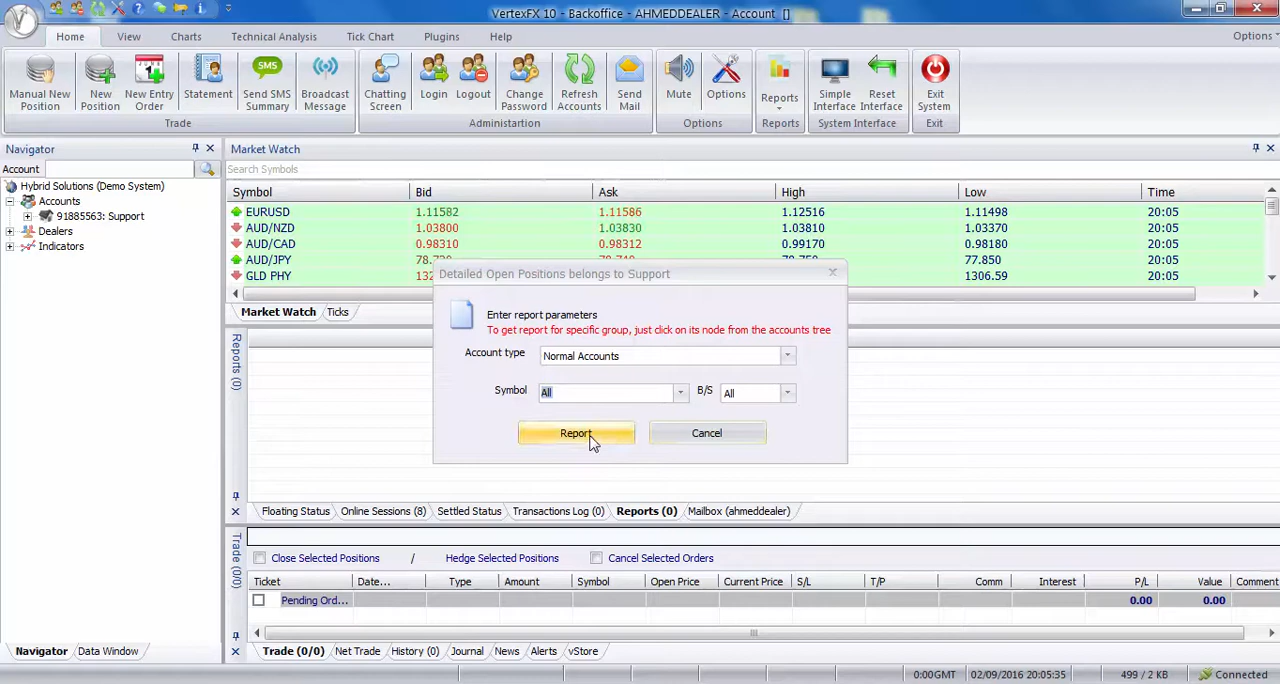 VertexFX 10 - Backoffice - AHMEDDEALER - Account []
Home View Charts Technical Analysis Tick Chart Plugins Help Options
Manual New Position New Position New Entry Order Statement Send SMS Summary Broadcast Message Chatting Screen Login Logout Change Password Refresh Accounts Send Mail Mute Options Reports Simple Interface Reset Interface Exit System
SMS
Trade Administartion Options Reports System Interface Exit
Navigator
Account
Hybrid Solutions (Demo System)
Accounts
91885563: Support
Dealers
Indicators
Market Watch
Search Symbols
Symbol Bid Ask High Low Time
EURUSD 1.11582 1.11586 1.12516 1.11498 20:05
AUD/NZD 1.03800 1.03830 1.03810 1.03370 20:05
AUD/CAD 0.98310 0.98312 0.99170 0.98180 20:05
AUD/JPY 77.850 20:05
GLD PHY 1306.59 20:05
Market Watch Ticks
Detailed Open Positions belongs to Support
Enter report parameters
To get report for specific group, just click on its node from the accounts tree
Account type Normal Accounts
Symbol All B/S All
Report Cancel
Reports (0)
Floating Status Online Sessions (8) Settled Status Transactions Log (0) Reports (0) Mailbox (ahmeddealer)
Trade (0/0)
Close Selected Positions / Hedge Selected Positions Cancel Selected Orders
Ticket Date... Type Amount Symbol Open Price Current Price S/L T/P Comm Interest P/L Value Comment
Pending Ord... 0.00 0.00
Navigator Data Window
Trade (0/0) Net Trade History (0) Journal News Alerts vStore
0:00GMT 02/09/2016 20:05:35 499 / 2 KB Connected